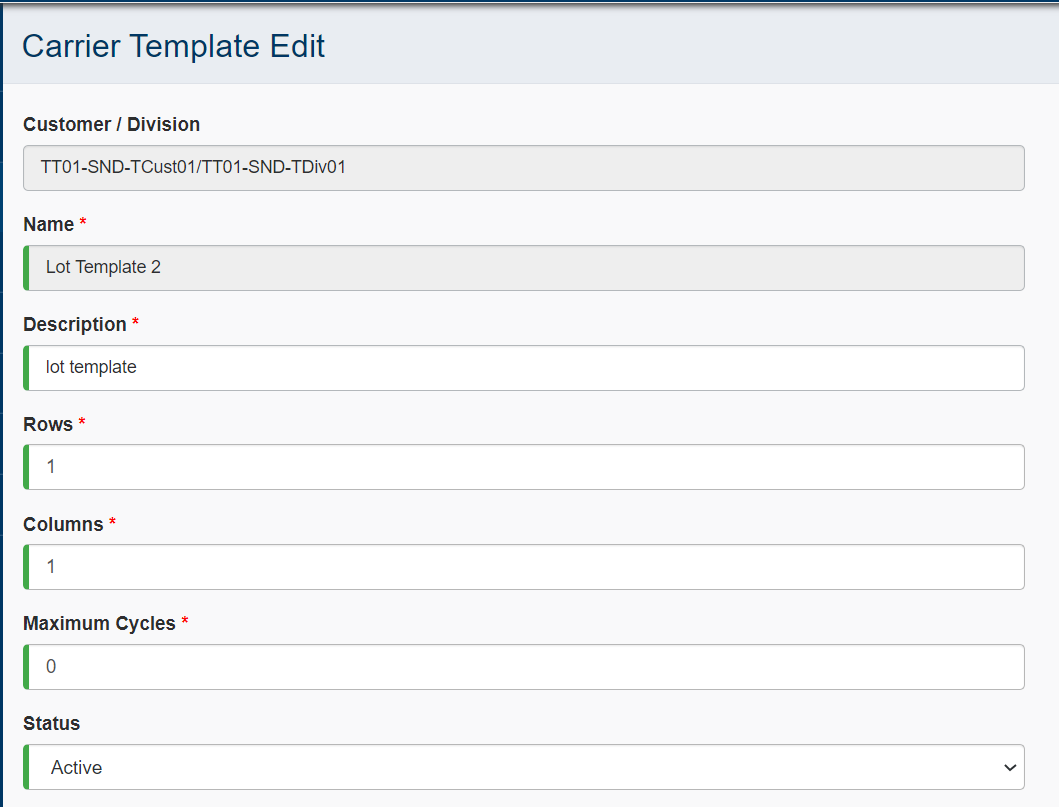 Carrier Template Edit
Customer / Division
TT01-SND-TCust01/TT01-SND-TDiv01
Name *
Lot Template 2
Description *
lot template
Rows *
1
Columns *
1
Maximum Cycles *
0
Status
Active